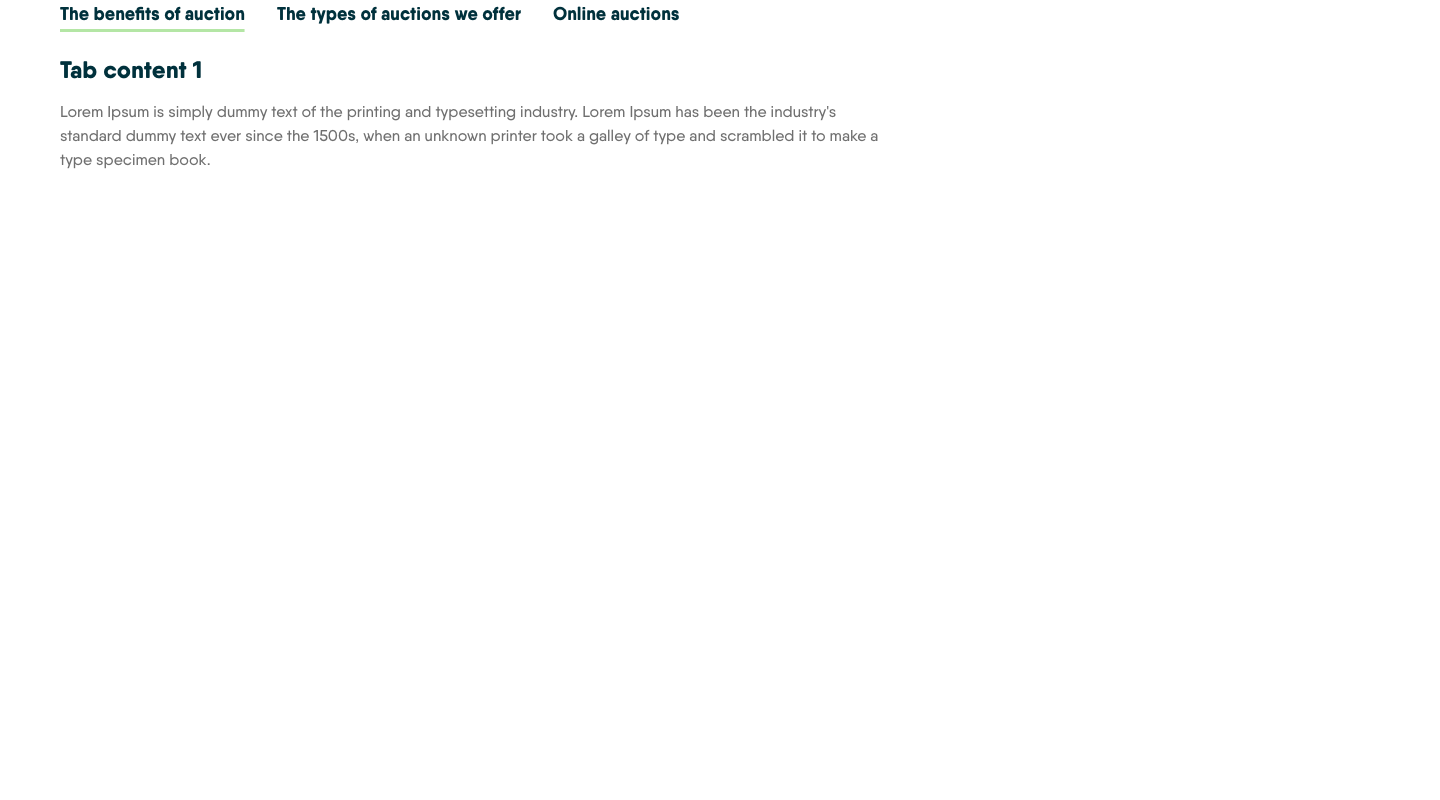 The benefits of auction The types of auctions we offer Online auctions
Tab content 1
Lorem Ipsum is simply dummy text of the printing and typesetting industry. Lorem Ipsum has been the industry's
standard dummy text ever since the 1500s, when an unknown printer took a galley of type and scrambled it to make a
type specimen book.